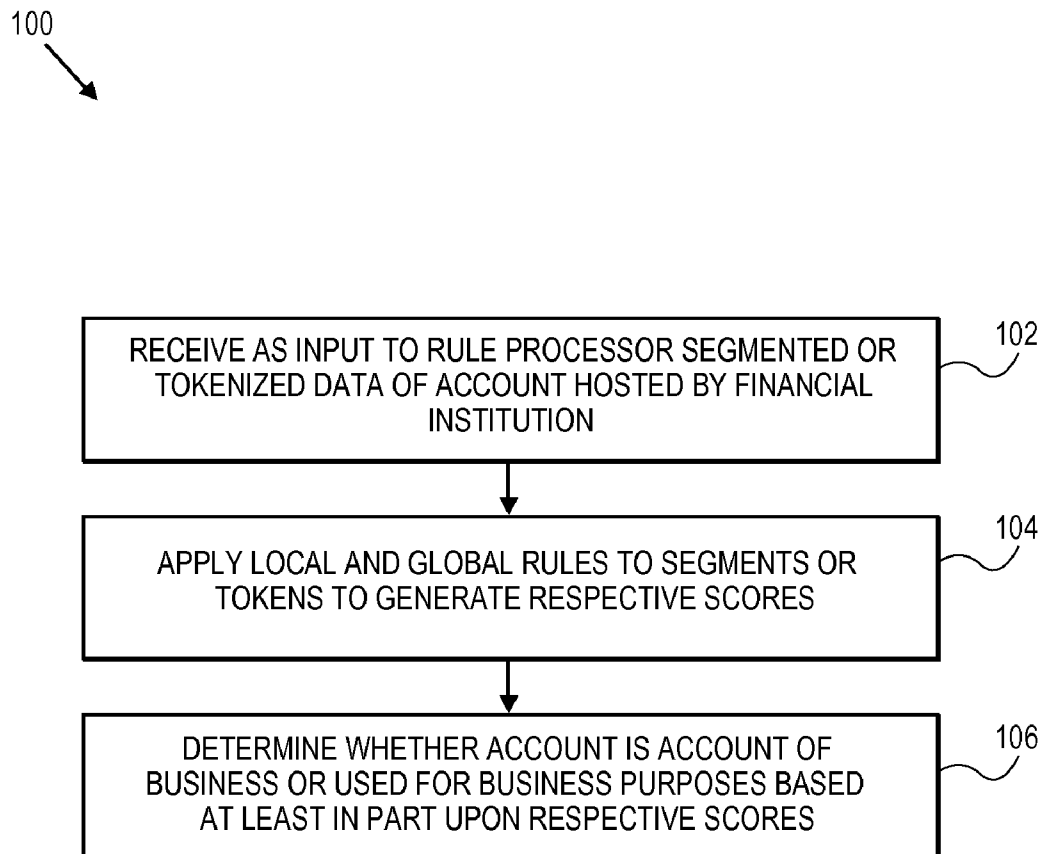 100
RECEIVE AS INPUT TO RULE PROCESSOR SEGMENTED OR
TOKENIZED DATA OF ACCOUNT HOSTED BY FINANCIAL
INSTITUTION
102
APPLY LOCAL AND GLOBAL RULES TO SEGMENTS OR
TOKENS TO GENERATE RESPECTIVE SCORES
104
DETERMINE WHETHER ACCOUNT IS ACCOUNT OF
BUSINESS OR USED FOR BUSINESS PURPOSES BASED
AT LEAST IN PART UPON RESPECTIVE SCORES
106